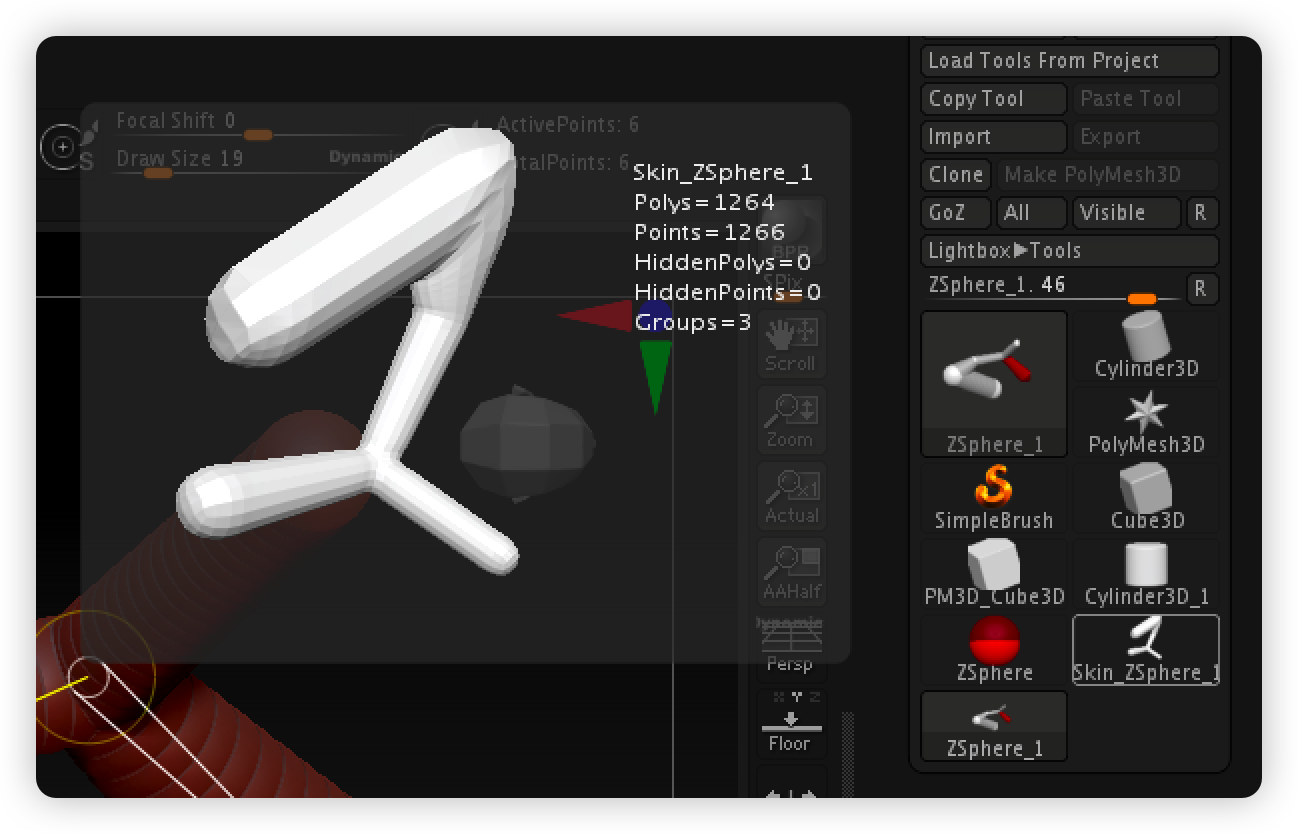 Focal Shift 0
Draw Size 19
Dynamic
S
ActivePoints: 6
talPoints: 6
Skin_ZSphere_1
Polys=1264
Points=1266
HiddenPolys=0
HiddenPoints=0
Groups=3
BPR
SPix
Scroll
Zoom
x1
Actual
AAHalf
Dynamic
Persp
X Y Z
Floor
Load Tools From Project
Copy Tool
Paste Tool
Import
Export
Clone
Make PolyMesh3D
GoZ
All
Visible
R
Lightbox▶Tools
ZSphere_1. 46
R
ZSphere_1
Cylinder3D
PolyMesh3D
SimpleBrush
Cube3D
PM3D_Cube3D
Cylinder3D_1
ZSphere
Skin_ZSphere_1
ZSphere_1